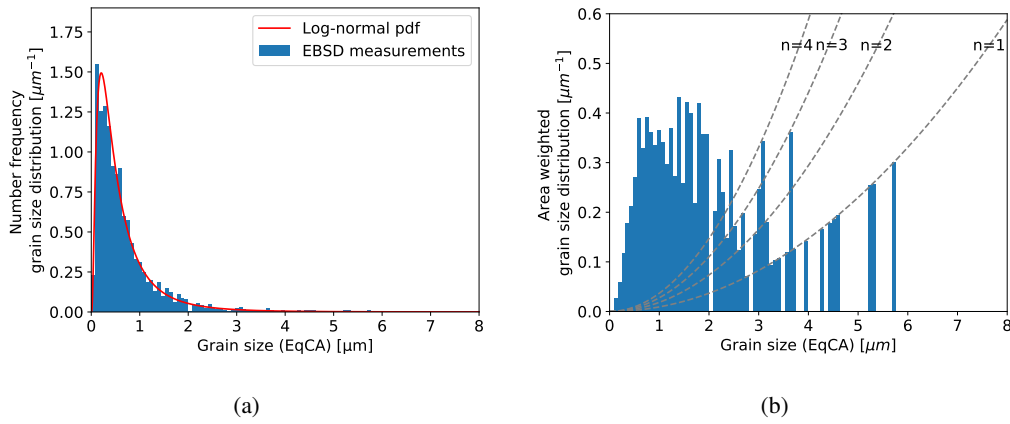 Number frequency
grain size distribution [μm⁻¹]
1.75
1.50
1.25
1.00
0.75
0.50
0.25
0.00
Log-normal pdf
EBSD measurements
0 1 2 3 4 5 6 7 8
Grain size (EqCA) [μm]
(a)
Area weighted
grain size distribution [μm⁻¹]
0.6
0.5
0.4
0.3
0.2
0.1
0.0
n=4 n=3 n=2 n=1
0 1 2 3 4 5 6 7 8
Grain size (EqCA) [μm]
(b)